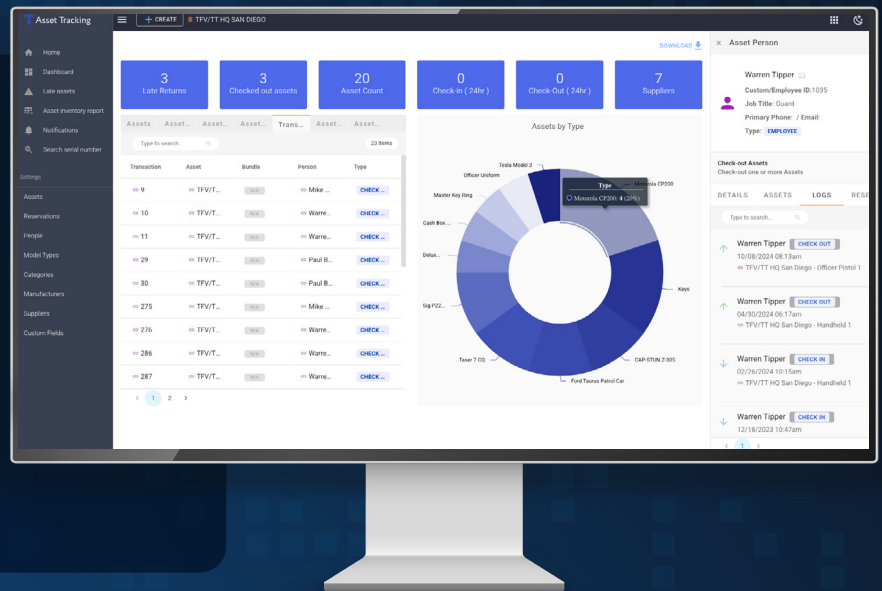 Asset Tracking
+ CREATE
TFV/TT HQ SAN DIEGO
Home
Dashboard
Late assets
Asset inventory report
Notifications
Search serial number
Settings
Assets
Reservations
People
Model Types
Categories
Manufacturers
Suppliers
Custom Fields
DOWNLOAD
3
Late Returns
3
Checked out assets
20
Asset Count
0
Check-in ( 24hr )
0
Check-Out ( 24hr )
7
Suppliers
Assets Asset... Asset... Asset... Trans... Asset... Asset...
Type to search...
23 items
Transaction Asset Bundle Person Type
9 TFV/T... N/A Mike ... CHECK ...
10 TFV/T... N/A Warre... CHECK ...
11 TFV/T... N/A Warre... CHECK ...
29 TFV/T... N/A Paul B... CHECK ...
30 TFV/T... N/A Paul B... CHECK ...
275 TFV/T... N/A Mike ... CHECK ...
276 TFV/T... N/A Warre... CHECK ...
286 TFV/T... N/A Warre... CHECK ...
287 TFV/T... N/A Warre... CHECK ...
< 1 2 >
Assets by Type
Tesla Model 3
Officer Uniform
Master Key Ring
Cash Box ...
Delux...
Sig P22...
Taser 7 CQ
Ford Taurus Patrol Car
CAP-STUN Z-305
Keys
Motorola CP200
Type
Motorola CP200: 4 (20%)
× Asset Person
Warren Tipper
Custom/Employee ID:1035
Job Title: Guard
Primary Phone: / Email:
Type: EMPLOYEE
Check-out Assets
Check-out one or more Assets
DETAILS ASSETS LOGS RESE
Type to search...
Warren Tipper CHECK OUT
10/08/2024 08:13am
TFV/TT HQ San Diego - Officer Pistol 1
Warren Tipper CHECK OUT
04/30/2024 06:17am
TFV/TT HQ San Diego - Handheld 1
Warren Tipper CHECK IN
02/26/2024 10:15am
TFV/TT HQ San Diego - Handheld 1
Warren Tipper CHECK IN
12/18/2023 10:47am
< 1 >